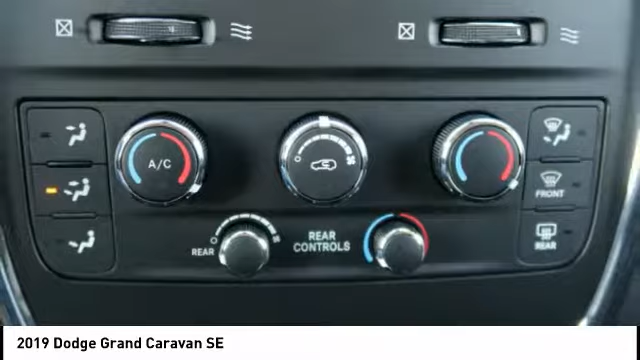 A/C
FRONT
REAR
REAR
CONTROLS
REAR
2019 Dodge Grand Caravan SE